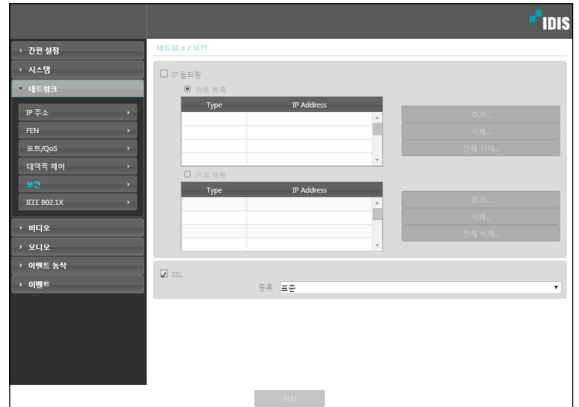 IDIS
간편 설정
시스템
네트워크
IP 주소
FEN
포트/QoS
대역폭 제어
보안
IEEE 802.1X
비디오
오디오
이벤트 동작
이벤트
네트워크 / 보안
IP 필터링
허용 목록
Type IP Address
추가...
삭제...
전체 삭제...
거부 목록
Type IP Address
추가...
삭제...
전체 삭제...
SSL
종류 표준